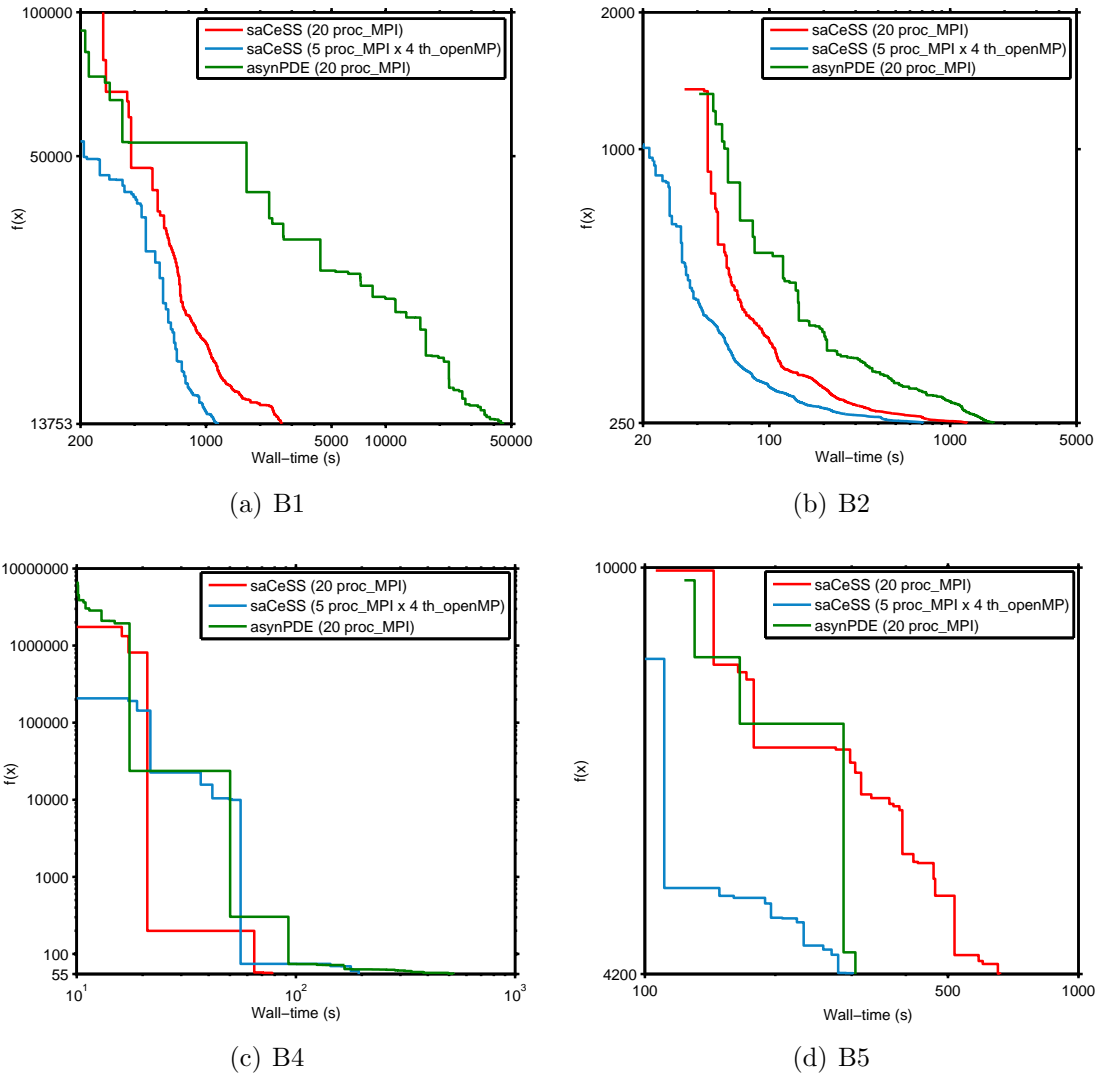 100000
50000
13753
f(x)
saCeSS (20 proc_MPI)
saCeSS (5 proc_MPI x 4 th_openMP)
asynPDE (20 proc_MPI)
200 1000 5000 10000 50000
Wall−time (s)
(a) B1
2000
1000
250
f(x)
saCeSS (20 proc_MPI)
saCeSS (5 proc_MPI x 4 th_openMP)
asynPDE (20 proc_MPI)
20 100 1000 5000
Wall−time (s)
(b) B2
10000000
1000000
100000
10000
1000
100
55
f(x)
saCeSS (20 proc_MPI)
saCeSS (5 proc_MPI x 4 th_openMP)
asynPDE (20 proc_MPI)
10¹ 10² 10³
Wall−time (s)
(c) B4
10000
4200
f(x)
saCeSS (20 proc_MPI)
saCeSS (5 proc_MPI x 4 th_openMP)
asynPDE (20 proc_MPI)
100 500 1000
Wall−time (s)
(d) B5